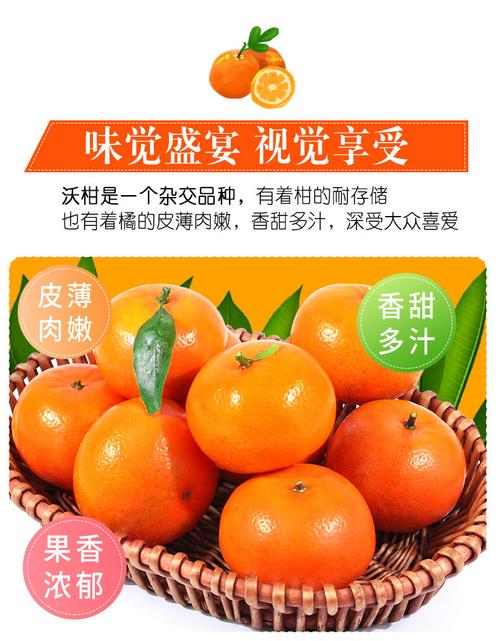 味觉盛宴 视觉享受
沃柑是一个杂交品种，有着柑的耐存储
也有着橘的皮薄肉嫩，香甜多汁，深受大众喜爱
皮薄
肉嫩
香甜
多汁
果香
浓郁